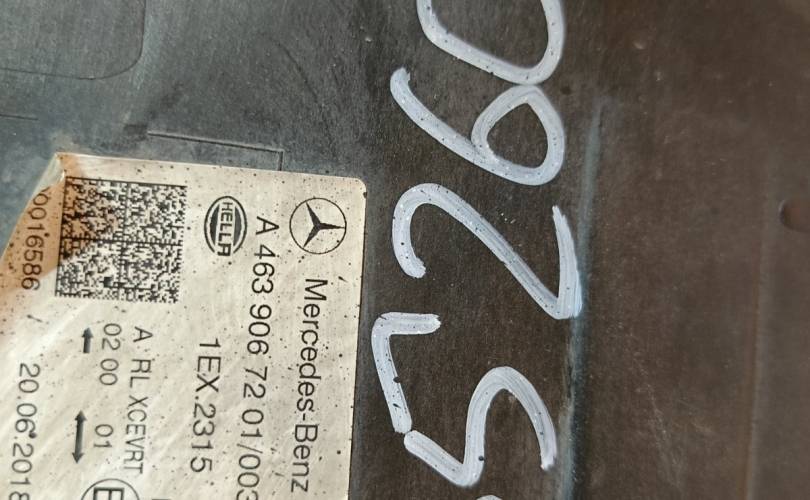 5260
Mercedes-Benz
HELLA
A 463 906 72 01/003
1EX.2315
A RL XCEVRT
02 00 01
E
0016586 / 20.06.2018